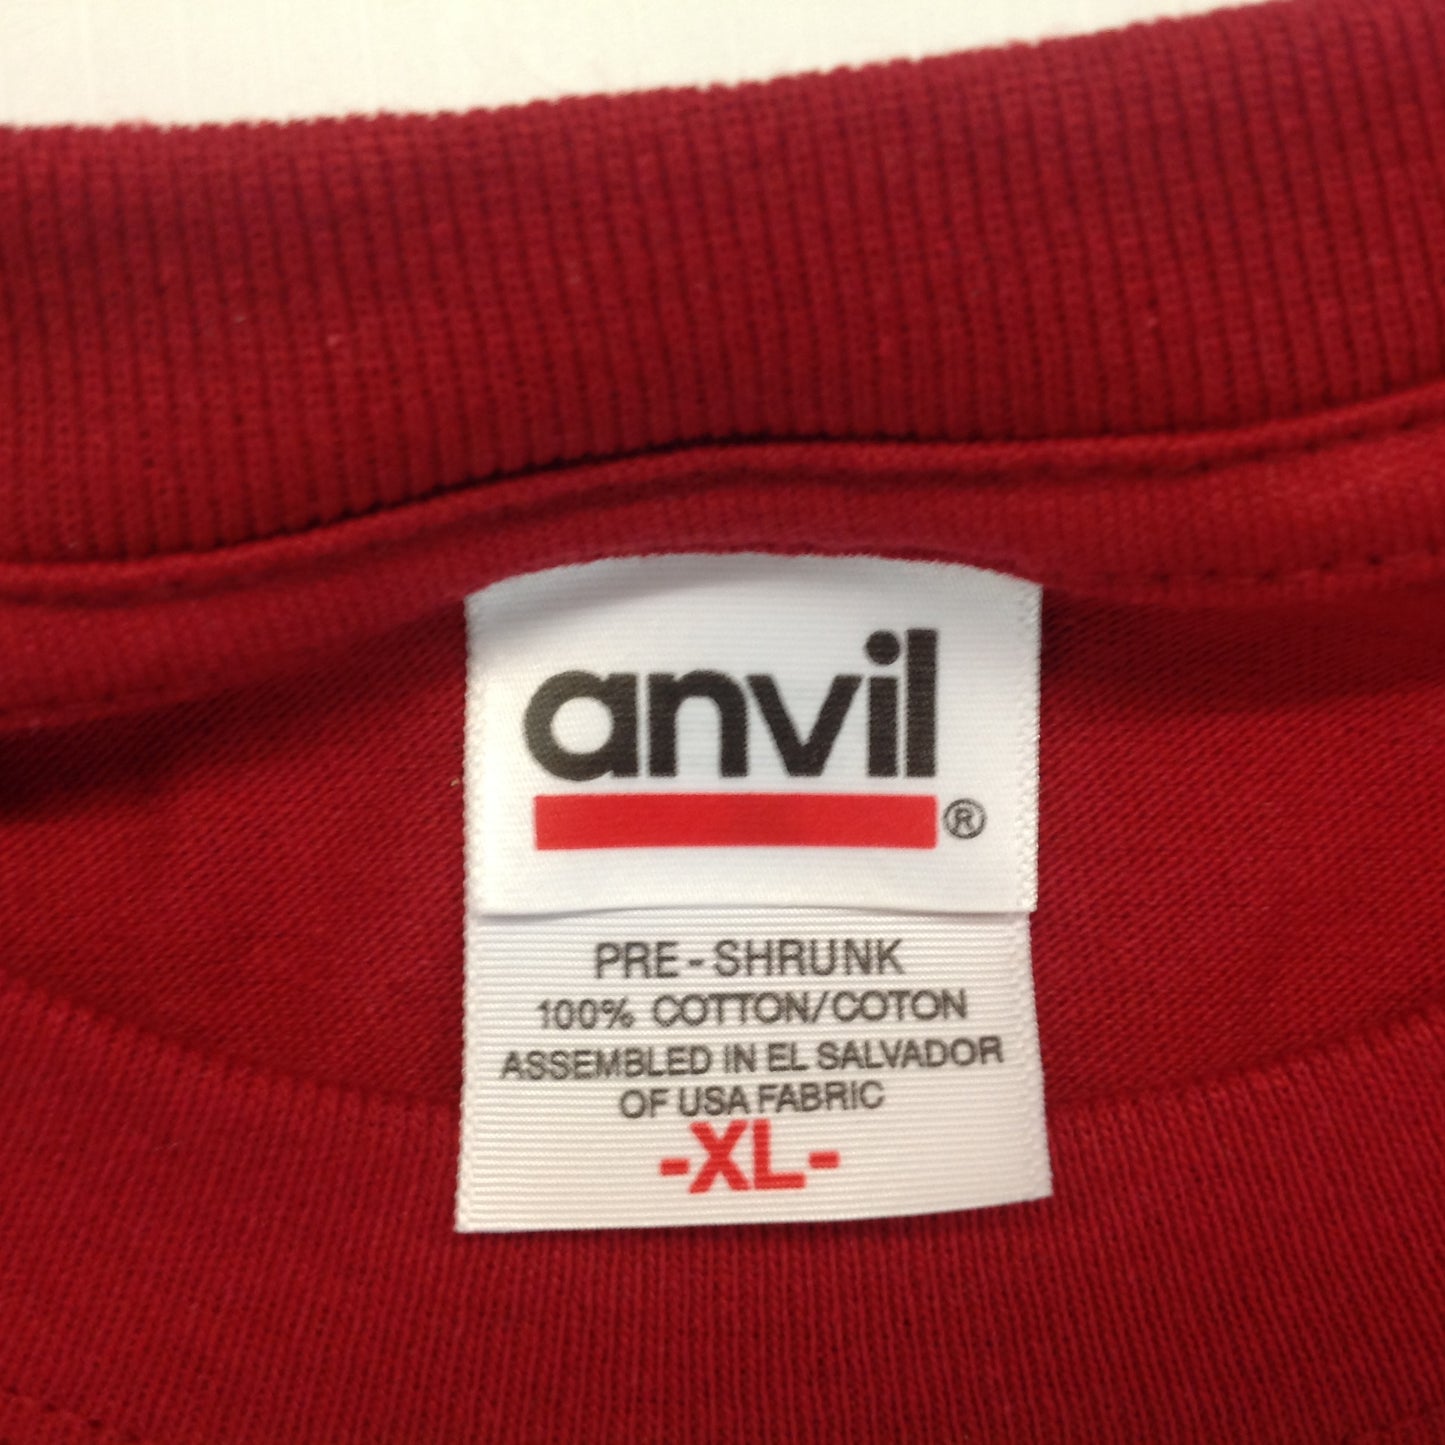 anvil
®
PRE-SHRUNK
100% COTTON/COTON
ASSEMBLED IN EL SALVADOR
OF USA FABRIC
-XL-